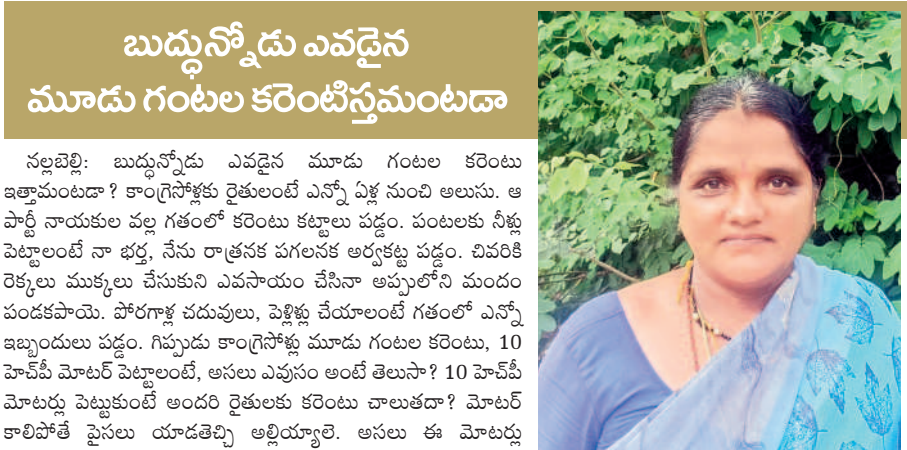 బుద్ధున్నోడు ఎవడైన
మూడు గంటల కరెంటిస్తమంటడా
నల్లబెల్లి: బుద్ధున్నోడు ఎవడైన మూడు గంటల కరెంటు
ఇత్తామంటడా? కాంగ్రెసోళ్లకు రైతులంటే ఎన్నో ఏళ్ల నుంచి అలుసు. ఆ
పార్టీ నాయకుల వల్ల గతంలో కరెంటు కట్టాలు పడ్డం. పంటలకు నీళ్లు
పెట్టాలంటే నా భర్త, నేను రాత్రనక పగలనక అర్వకట్ట పడ్డం. చివరికి
రెక్కలు ముక్కలు చేసుకుని ఎవసాయం చేసినా అప్పులోని మందం
పండకపాయె. పోరగాళ్ల చదువులు, పెళ్లిళ్లు చేయాలంటే గతంలో ఎన్నో
ఇబ్బందులు పడ్డం. గిప్పుడు కాంగ్రెసోళ్లు మూడు గంటల కరెంటు, 10
హెచ్‌పీ మోటర్ పెట్టాలంటే, అసలు ఎవుసం అంటే తెలుసా? 10 హెచ్‌పీ
మోటర్లు పెట్టుకుంటే అందరి రైతులకు కరెంటు చాలుతదా? మోటర్
కాలిపోతే పైసలు యాడతెచ్చి అల్లియ్యాలె. అసలు ఈ మోటర్లు